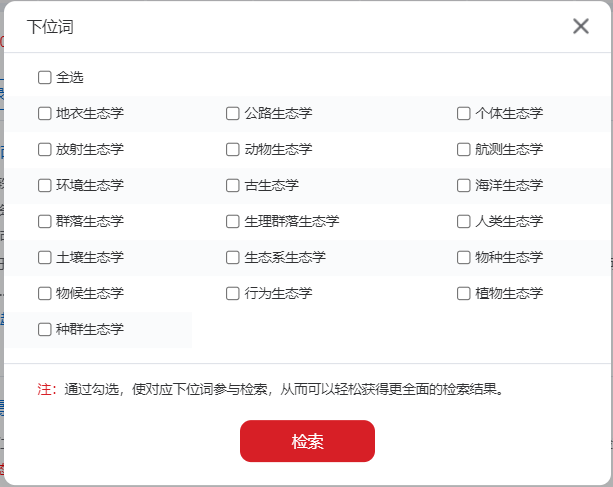 下位词
全选
地衣生态学 公路生态学 个体生态学
放射生态学 动物生态学 航测生态学
环境生态学 古生态学 海洋生态学
群落生态学 生理群落生态学 人类生态学
土壤生态学 生态系生态学 物种生态学
物候生态学 行为生态学 植物生态学
种群生态学
注：通过勾选，使对应下位词参与检索，从而可以轻松获得更全面的检索结果。
检索